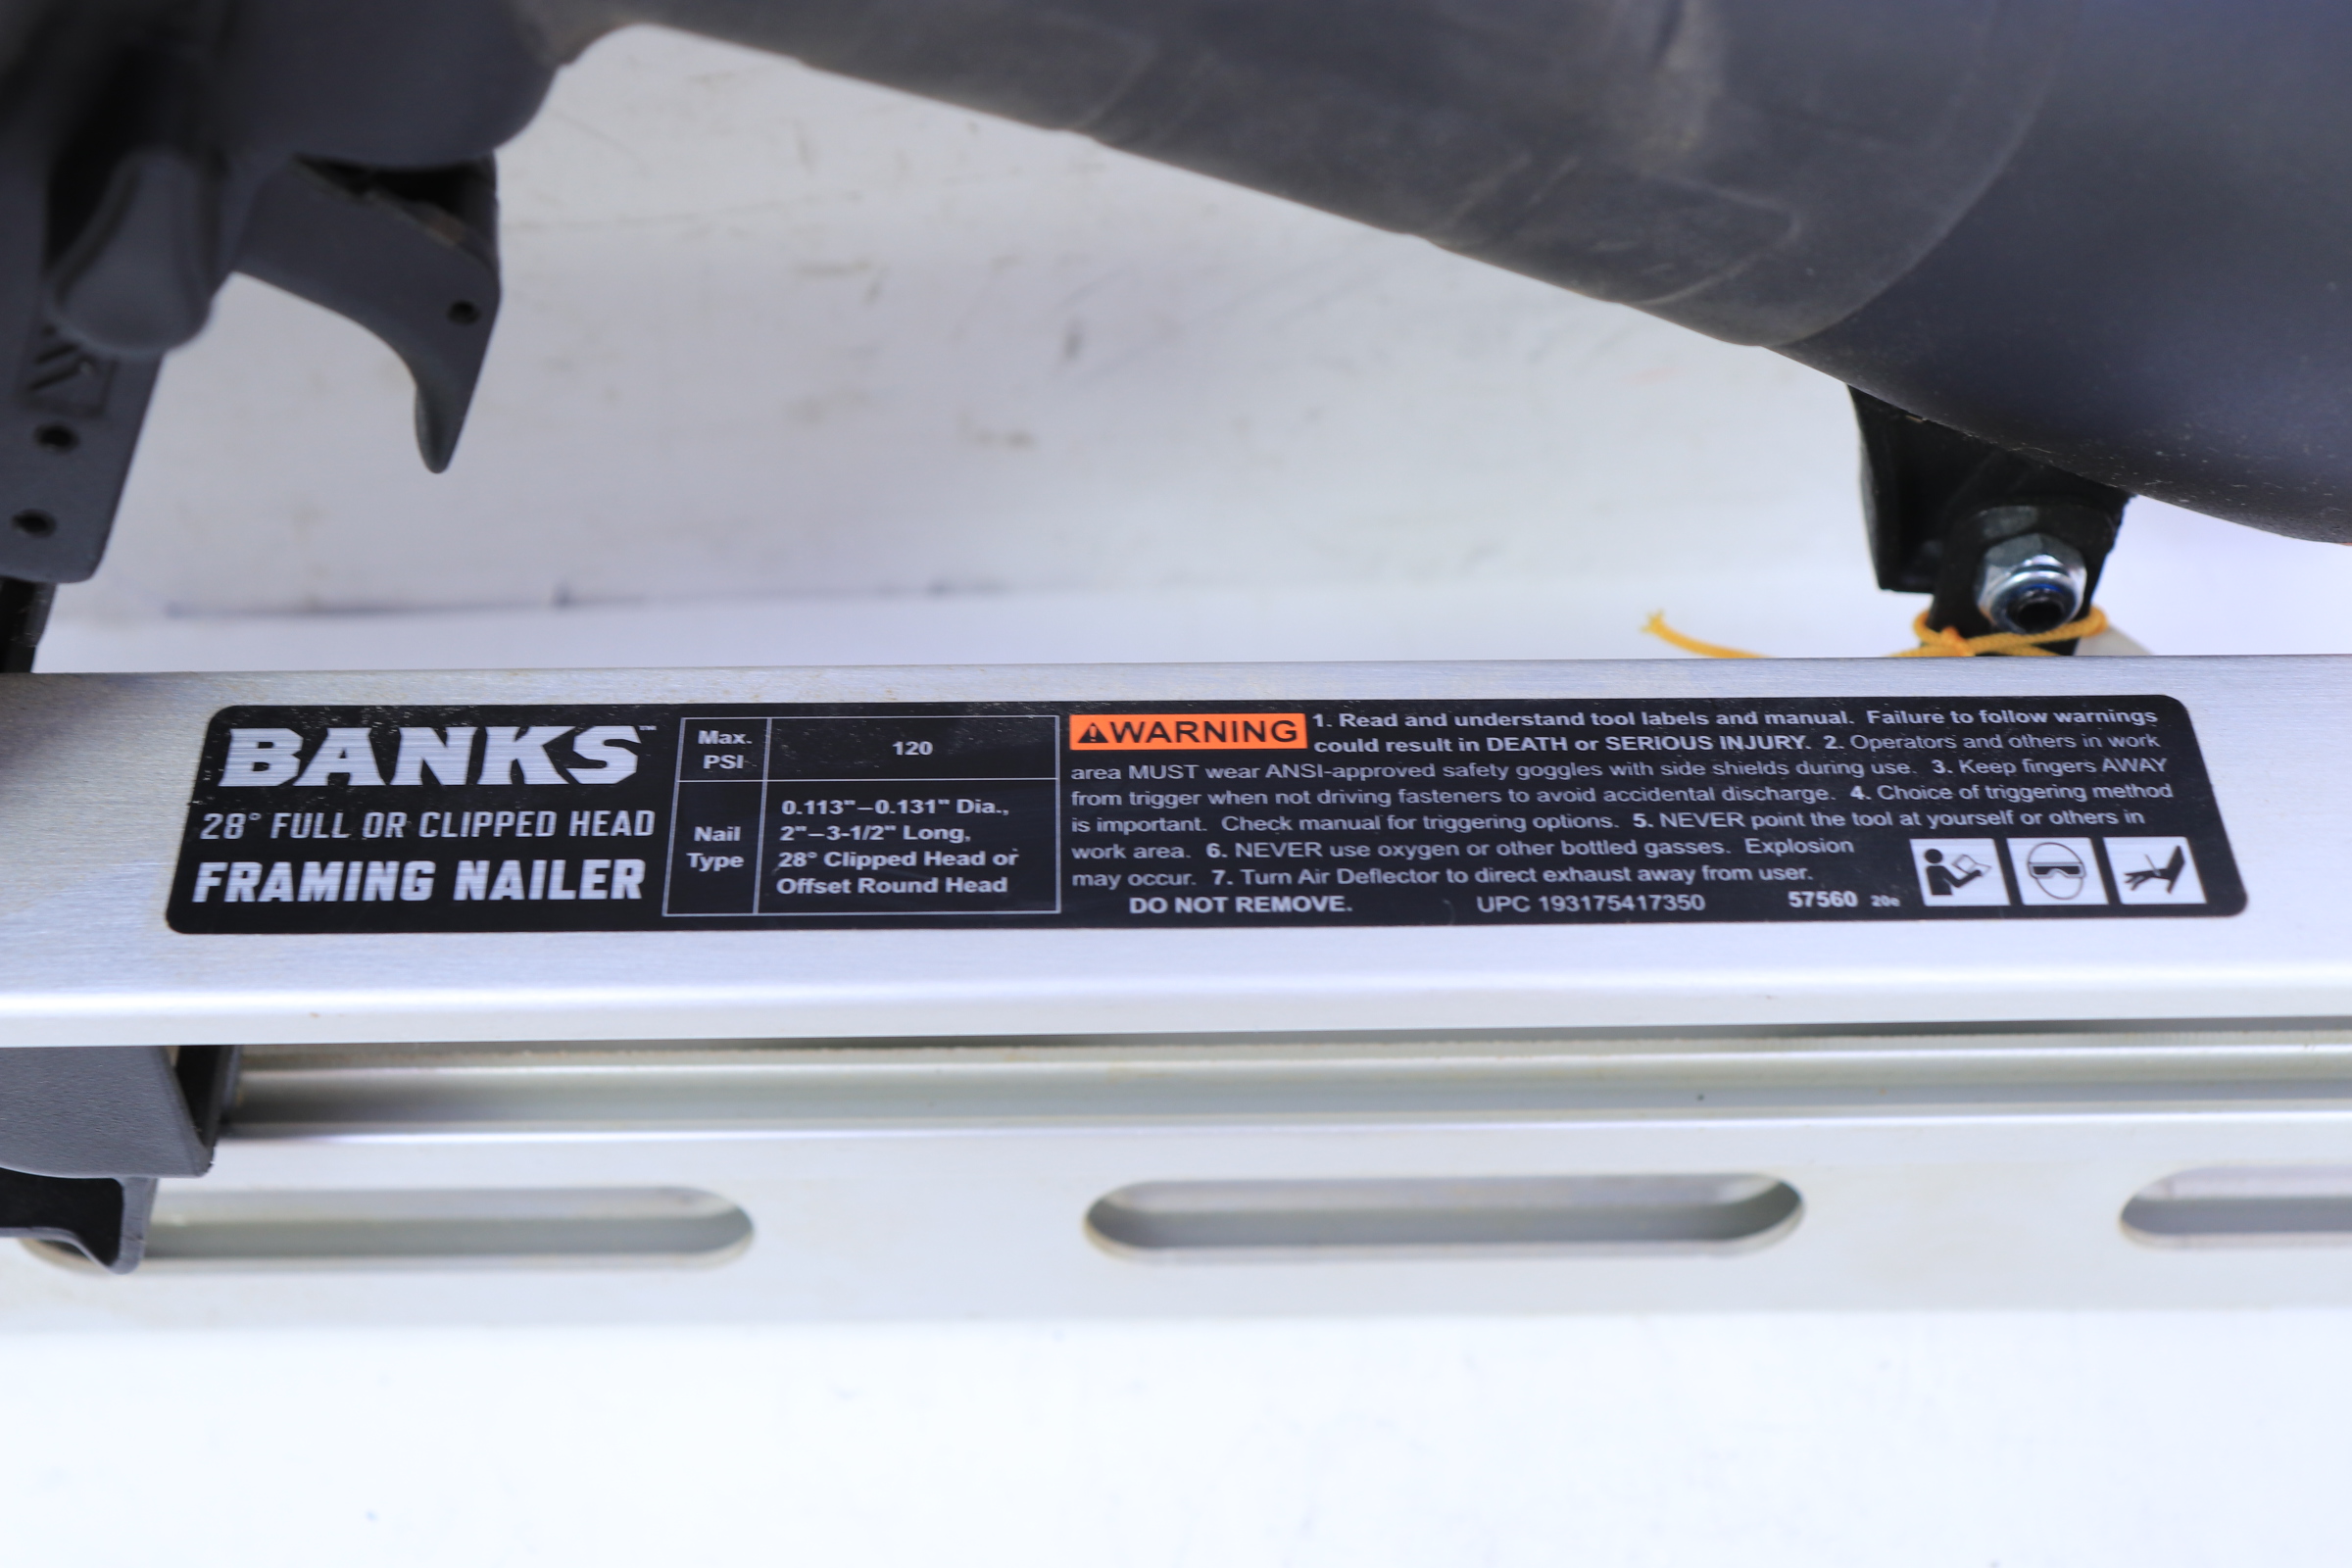 BANKS™
28° FULL OR CLIPPED HEAD
FRAMING NAILER
Max. PSI
120
Nail Type
0.113"–0.131" Dia.,
2"–3-1/2" Long,
28° Clipped Head or
Offset Round Head
WARNING 1. Read and understand tool labels and manual. Failure to follow warnings
could result in DEATH or SERIOUS INJURY. 2. Operators and others in work
area MUST wear ANSI-approved safety goggles with side shields during use. 3. Keep fingers AWAY
from trigger when not driving fasteners to avoid accidental discharge. 4. Choice of triggering method
is important. Check manual for triggering options. 5. NEVER point the tool at yourself or others in
work area. 6. NEVER use oxygen or other bottled gasses. Explosion
may occur. 7. Turn Air Deflector to direct exhaust away from user.
DO NOT REMOVE. UPC 193175417350 57560 20e